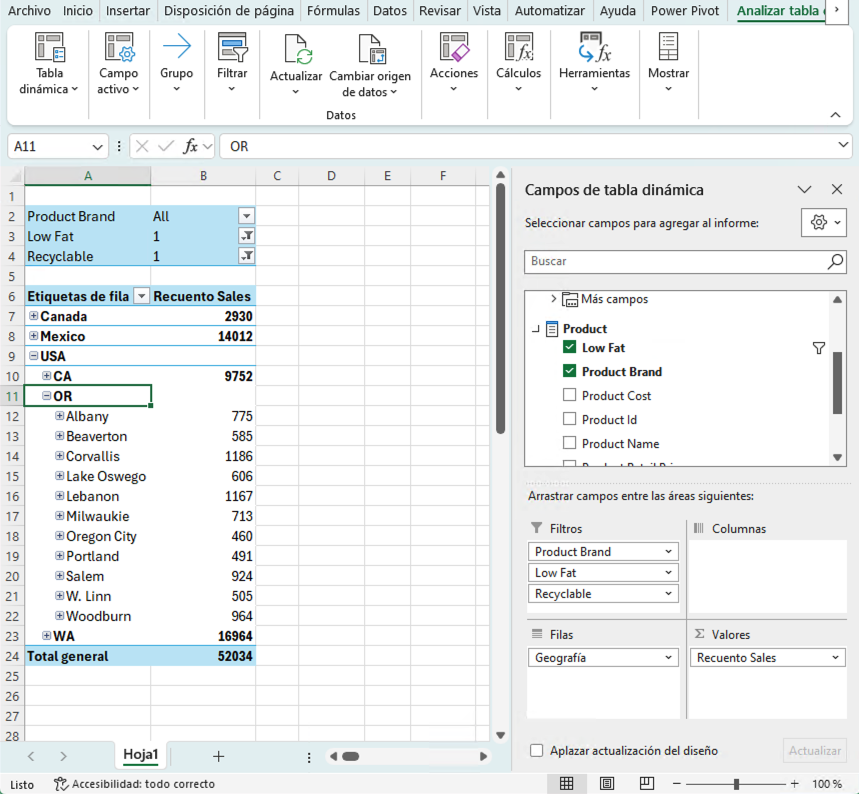 Archivo Inicio Insertar Disposición de página Fórmulas Datos Revisar Vista Automatizar Ayuda Power Pivot Analizar tabla
Tabla dinámica
Campo activo
Grupo
Filtrar
Actualizar
Cambiar origen de datos
Datos
Acciones
Cálculos
Herramientas
Mostrar
A11 fx OR
A B C D E F
1
2 Product Brand All
3 Low Fat 1
4 Recyclable 1
5
6 Etiquetas de fila Recuento Sales
7 Canada 2930
8 Mexico 14012
9 USA
10 CA 9752
11 OR
12 Albany 775
13 Beaverton 585
14 Corvallis 1186
15 Lake Oswego 606
16 Lebanon 1167
17 Milwaukie 713
18 Oregon City 460
19 Portland 491
20 Salem 924
21 W. Linn 505
22 Woodburn 964
23 WA 16964
24 Total general 52034
25
26
27
28
Campos de tabla dinámica
Seleccionar campos para agregar al informe:
Buscar
Más campos
Product
Low Fat
Product Brand
Product Cost
Product Id
Product Name
Arrastrar campos entre las áreas siguientes:
Filtros
Product Brand
Low Fat
Recyclable
Columnas
Filas
Geografía
Σ Valores
Recuento Sales
Aplazar actualización del diseño
Actualizar
Hoja1
Listo Accesibilidad: todo correcto 100 %